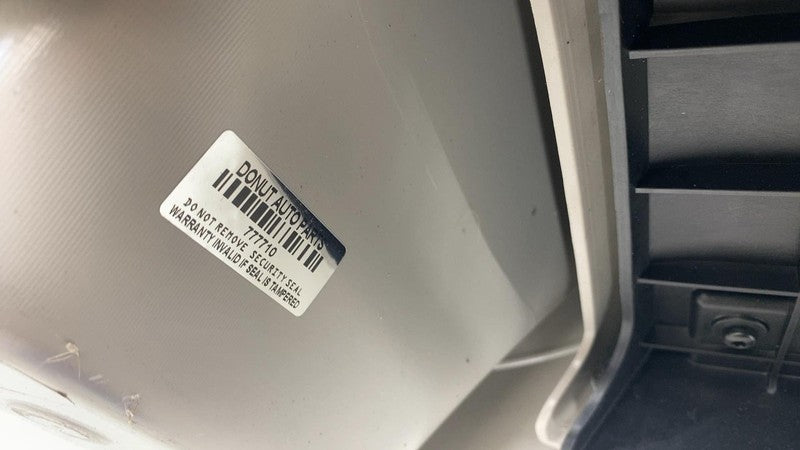 DONUT AUTO PARTS
777710
DO NOT REMOVE SECURITY SEAL
WARRANTY INVALID IF SEAL IS TAMPERED